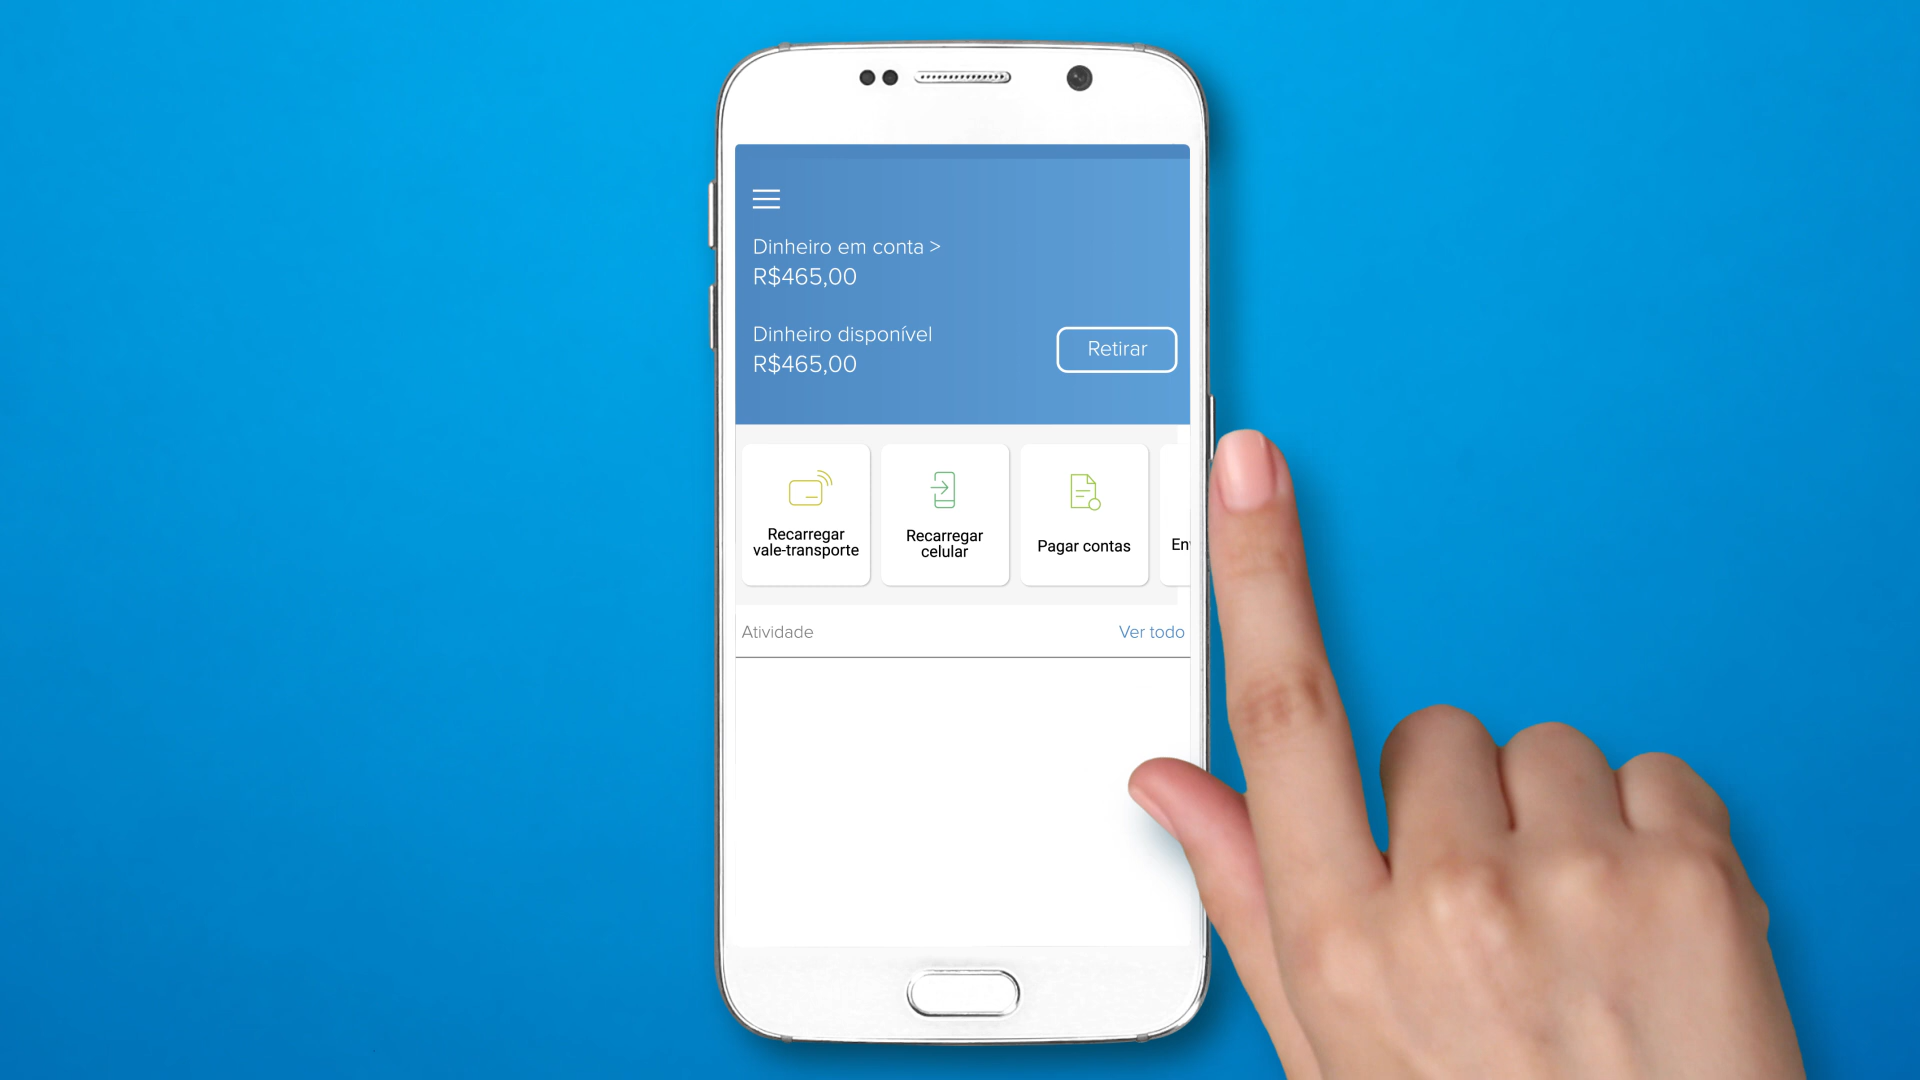 Dinheiro em conta >
R$465,00
Dinheiro disponível
R$465,00
Retirar
Recarregar
vale-transporte
Recarregar
celular
Pagar contas
Atividade
Ver todo